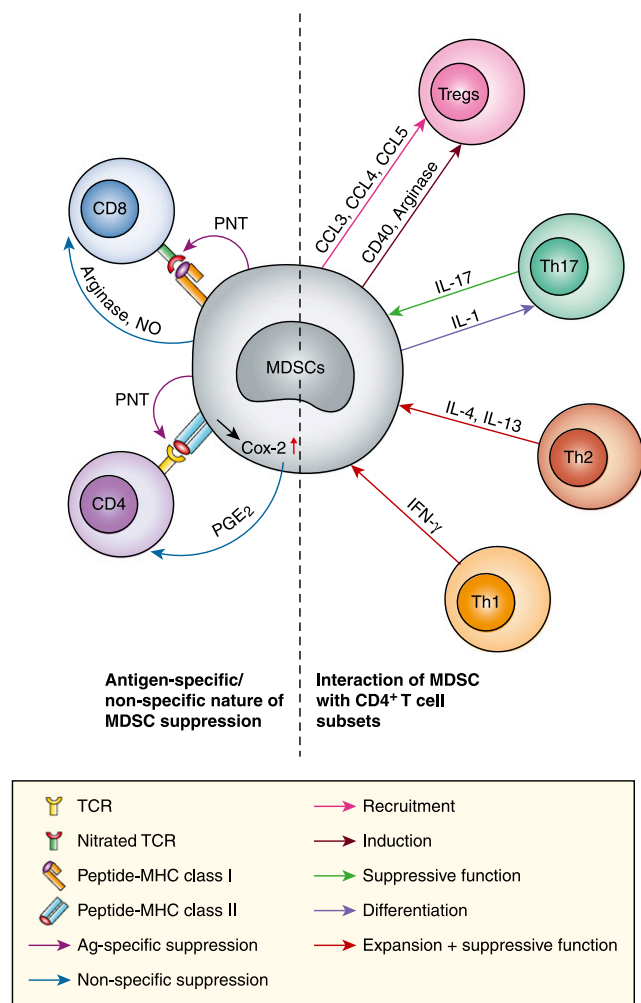 Tregs
CCL3, CCL4, CCL5
CD40, Arginase
CD8
PNT
Arginase, NO
Th17
IL-17
IL-1
MDSCs
PNT
IL-4, IL-13
Cox-2
Th2
CD4
PGE₂
IFN-γ
Th1
Antigen-specific/
non-specific nature of
MDSC suppression
Interaction of MDSC
with CD4⁺ T cell
subsets
TCR
Nitrated TCR
Peptide-MHC class I
Peptide-MHC class II
Ag-specific suppression
Non-specific suppression
Recruitment
Induction
Suppressive function
Differentiation
Expansion + suppressive function